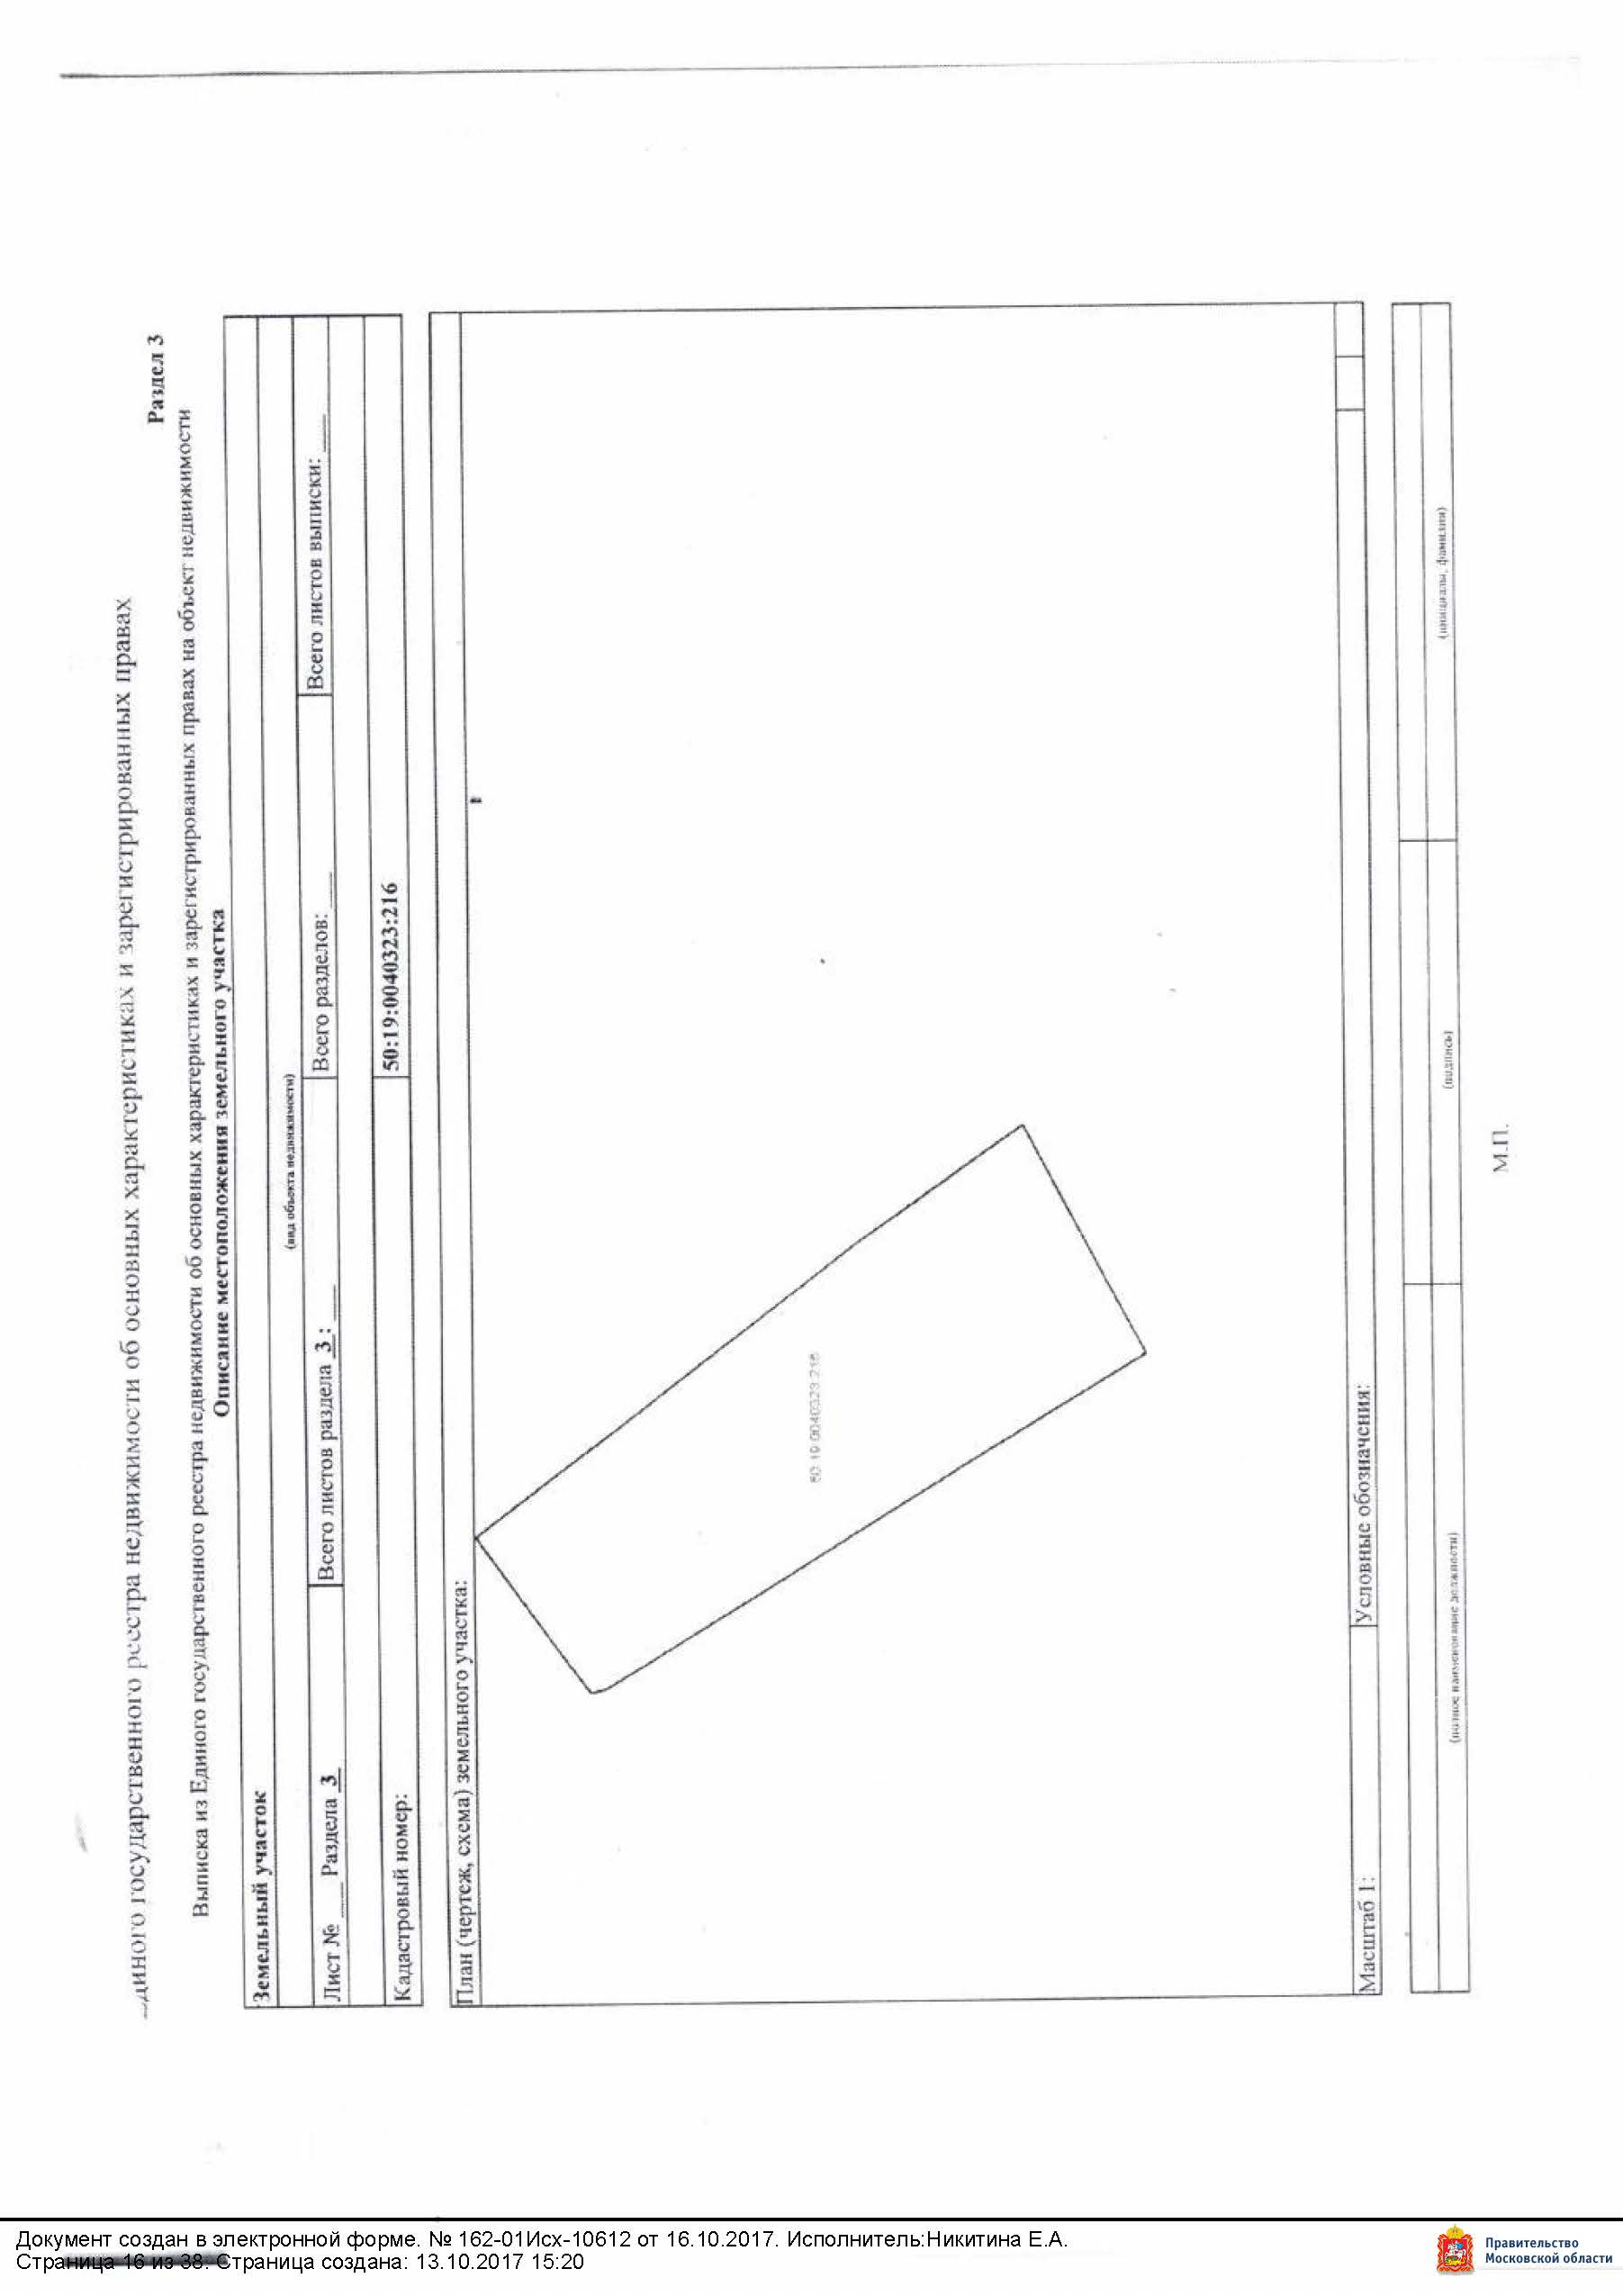 диного государственного реестра недвижимости об основных характеристиках и зарегистрированных правах
Раздел 3
Выписка из Единого государственного реестра недвижимости об основных характеристиках и зарегистрированных правах на объект недвижимости
Описание местоположения земельного участка
Земельный участок
(вид объекта недвижимости)
Лист № ___ Раздела 3 Всего листов раздела 3 : ___ Всего разделов: ___ Всего листов выписки: ___
Кадастровый номер: 50:19:0040323:216
План (чертеж, схема) земельного участка:
50:19:0040323:216
Масштаб 1: Условные обозначения:
(полное наименование должности) (подпись) (инициалы, фамилия)
М.П.
Документ создан в электронной форме. № 162-01Исх-10612 от 16.10.2017. Исполнитель:Никитина Е.А.
Страница 16 из 38. Страница создана: 13.10.2017 15:20
Правительство
Московской области